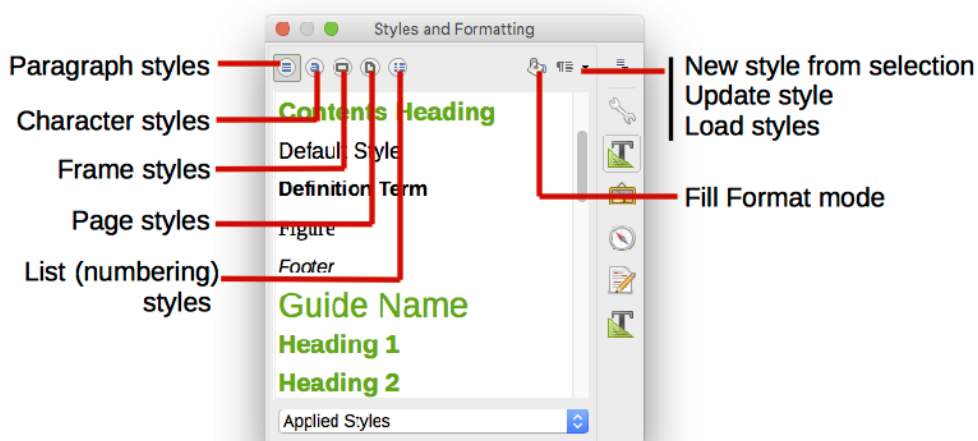 Styles and Formatting
Paragraph styles
Character styles
Frame styles
Page styles
List (numbering)
styles
New style from selection
Update style
Load styles
Fill Format mode
Contents Heading
Default Style
Definition Term
Figure
Footer
Guide Name
Heading 1
Heading 2
Applied Styles